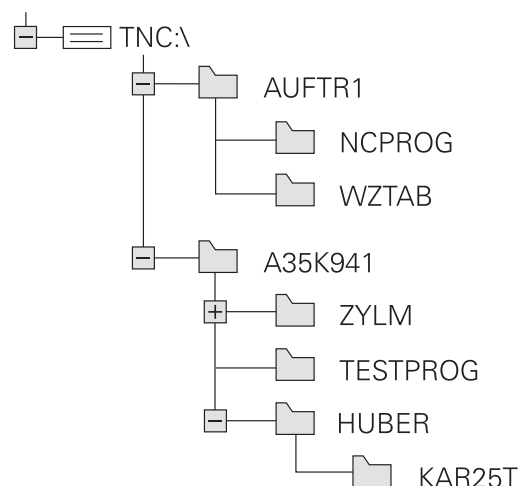 TNC:\
AUFTR1
NCPROG
WZTAB
A35K941
ZYLM
TESTPROG
HUBER
KAR25T